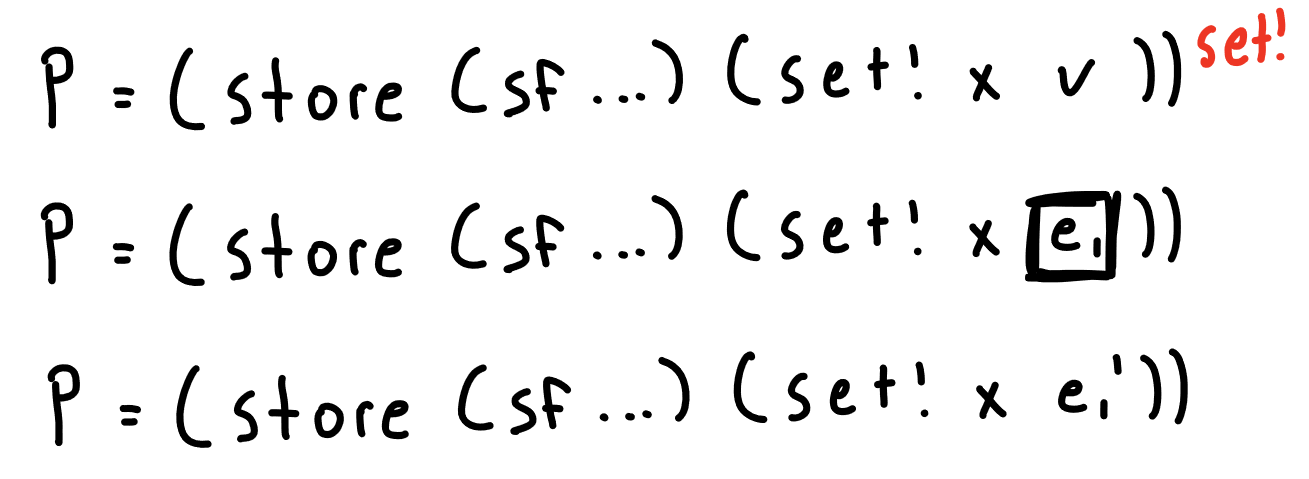 P = (store (sf ...) (set! x v)) set!
P = (store (sf ...) (set! x e₁))
P = (store (sf ...) (set! x e₁'))